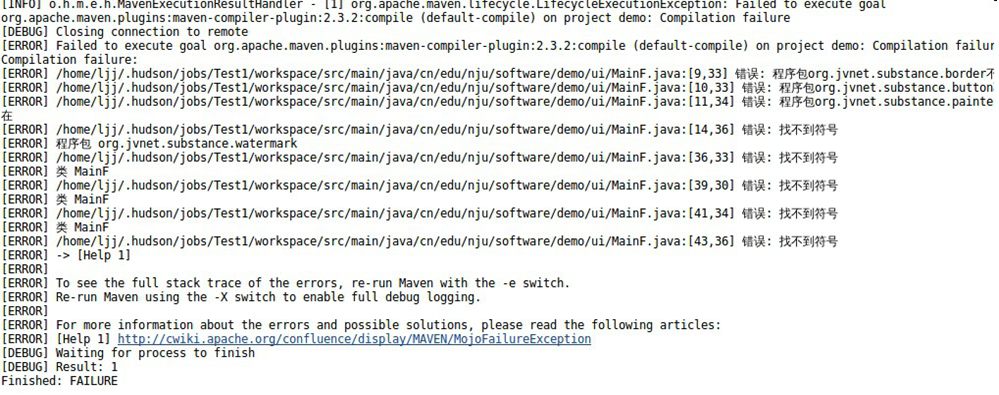 [INFO] o.h.m.e.h.MavenExecutionResultHandler - [1] org.apache.maven.lifecycle.LifecycleExecutionException: Failed to execute goal
org.apache.maven.plugins:maven-compiler-plugin:2.3.2:compile (default-compile) on project demo: Compilation failure
[DEBUG] Closing connection to remote
[ERROR] Failed to execute goal org.apache.maven.plugins:maven-compiler-plugin:2.3.2:compile (default-compile) on project demo: Compilation failur
Compilation failure:
[ERROR] /home/ljj/.hudson/jobs/Test1/workspace/src/main/java/cn/edu/nju/software/demo/ui/MainF.java:[9,33] 错误: 程序包org.jvnet.substance.border不
[ERROR] /home/ljj/.hudson/jobs/Test1/workspace/src/main/java/cn/edu/nju/software/demo/ui/MainF.java:[10,33] 错误: 程序包org.jvnet.substance.button
[ERROR] /home/ljj/.hudson/jobs/Test1/workspace/src/main/java/cn/edu/nju/software/demo/ui/MainF.java:[11,34] 错误: 程序包org.jvnet.substance.painte
在
[ERROR] /home/ljj/.hudson/jobs/Test1/workspace/src/main/java/cn/edu/nju/software/demo/ui/MainF.java:[14,36] 错误: 找不到符号
[ERROR] 程序包 org.jvnet.substance.watermark
[ERROR] /home/ljj/.hudson/jobs/Test1/workspace/src/main/java/cn/edu/nju/software/demo/ui/MainF.java:[36,33] 错误: 找不到符号
[ERROR] 类 MainF
[ERROR] /home/ljj/.hudson/jobs/Test1/workspace/src/main/java/cn/edu/nju/software/demo/ui/MainF.java:[39,30] 错误: 找不到符号
[ERROR] 类 MainF
[ERROR] /home/ljj/.hudson/jobs/Test1/workspace/src/main/java/cn/edu/nju/software/demo/ui/MainF.java:[41,34] 错误: 找不到符号
[ERROR] 类 MainF
[ERROR] /home/ljj/.hudson/jobs/Test1/workspace/src/main/java/cn/edu/nju/software/demo/ui/MainF.java:[43,36] 错误: 找不到符号
[ERROR] -> [Help 1]
[ERROR]
[ERROR] To see the full stack trace of the errors, re-run Maven with the -e switch.
[ERROR] Re-run Maven using the -X switch to enable full debug logging.
[ERROR]
[ERROR] For more information about the errors and possible solutions, please read the following articles:
[ERROR] [Help 1] http://cwiki.apache.org/confluence/display/MAVEN/MojoFailureException
[DEBUG] Waiting for process to finish
[DEBUG] Result: 1
Finished: FAILURE